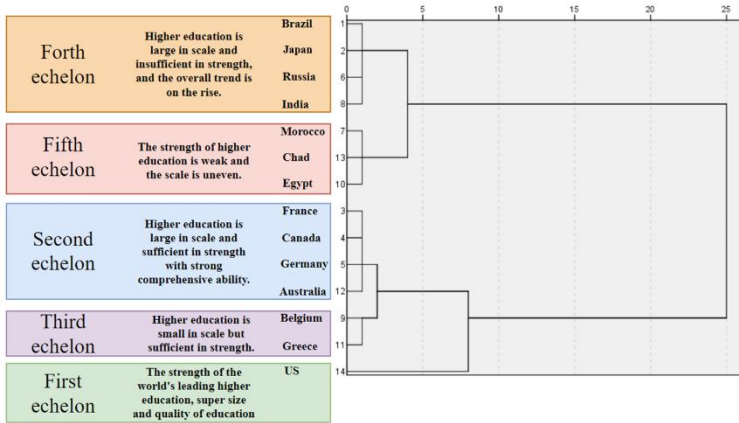 Forth
echelon
Higher education is
large in scale and
insufficient in strength,
and the overall trend is
on the rise.
Brazil
Japan
Russia
India
Fifth
echelon
The strength of higher
education is weak and
the scale is uneven.
Morocco
Chad
Egypt
Second
echelon
Higher education is
large in scale and
sufficient in strength
with strong
comprehensive ability.
France
Canada
Germany
Australia
Third
echelon
Higher education is
small in scale but
sufficient in strength.
Belgium
Greece
First
echelon
The strength of the
world's leading higher
education, super size
and quality of education
US
0 5 10 15 20 25
1
2
6
8
7
13
10
3
4
5
12
9
11
14